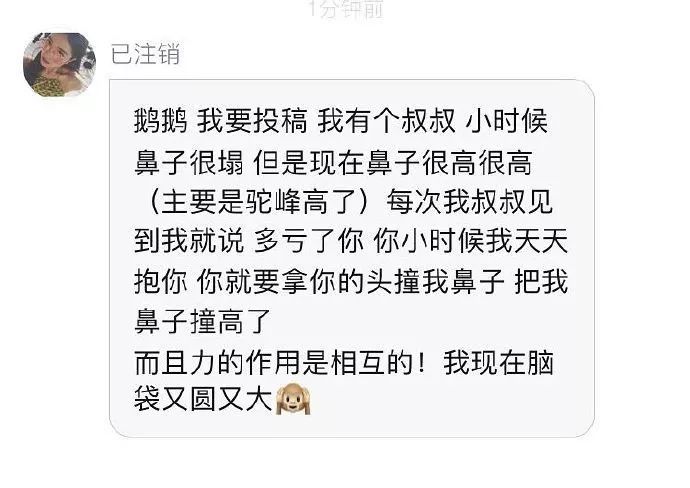 1分钟前
已注销
鹅鹅 我要投稿 我有个叔叔 小时候
鼻子很塌 但是现在鼻子很高很高
（主要是驼峰高了）每次我叔叔见
到我就说 多亏了你 你小时候我天天
抱你 你就要拿你的头撞我鼻子 把我
鼻子撞高了
而且力的作用是相互的！我现在脑
袋又圆又大🙉